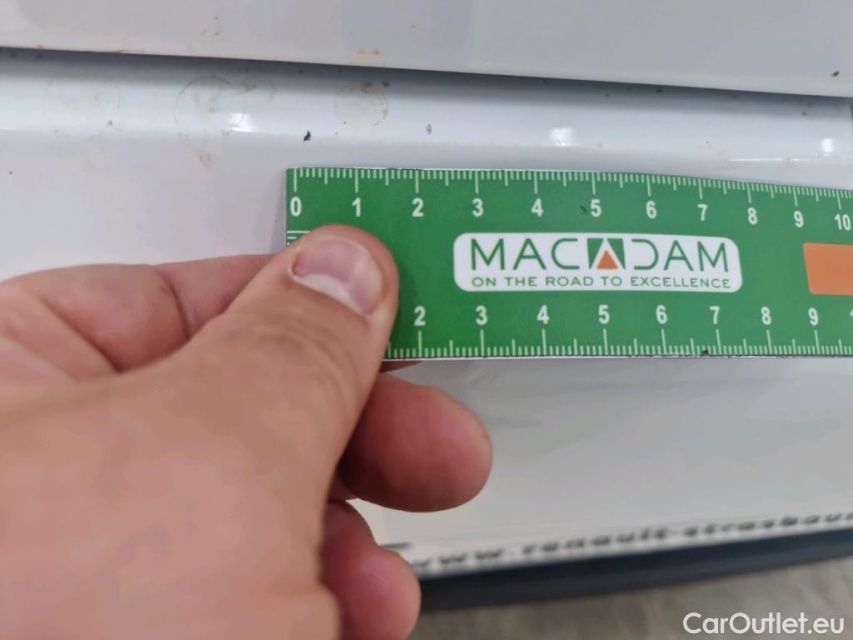 0 1 2 3 4 5 6 7 8 9 10
MACADAM
ON THE ROAD TO EXCELLENCE
2 3 4 5 6 7 8 9
CarOutlet.eu